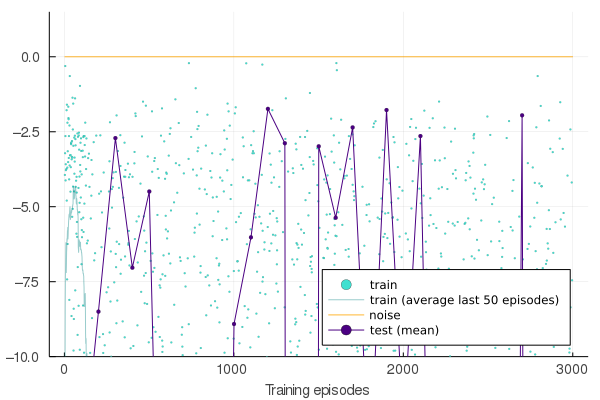 0.0
−2.5
−5.0
−7.5
−10.0
train
train (average last 50 episodes)
noise
test (mean)
0 1000 2000 3000
Training episodes